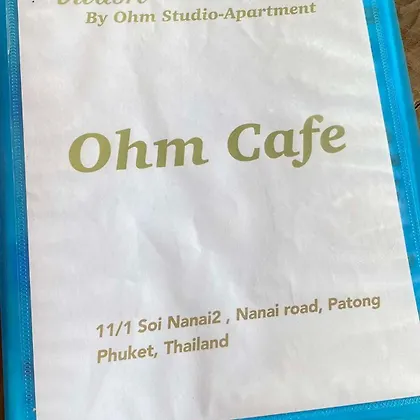 By Ohm Studio-Apartment
Ohm Cafe
11/1 Soi Nanai2 , Nanai road, Patong
Phuket, Thailand